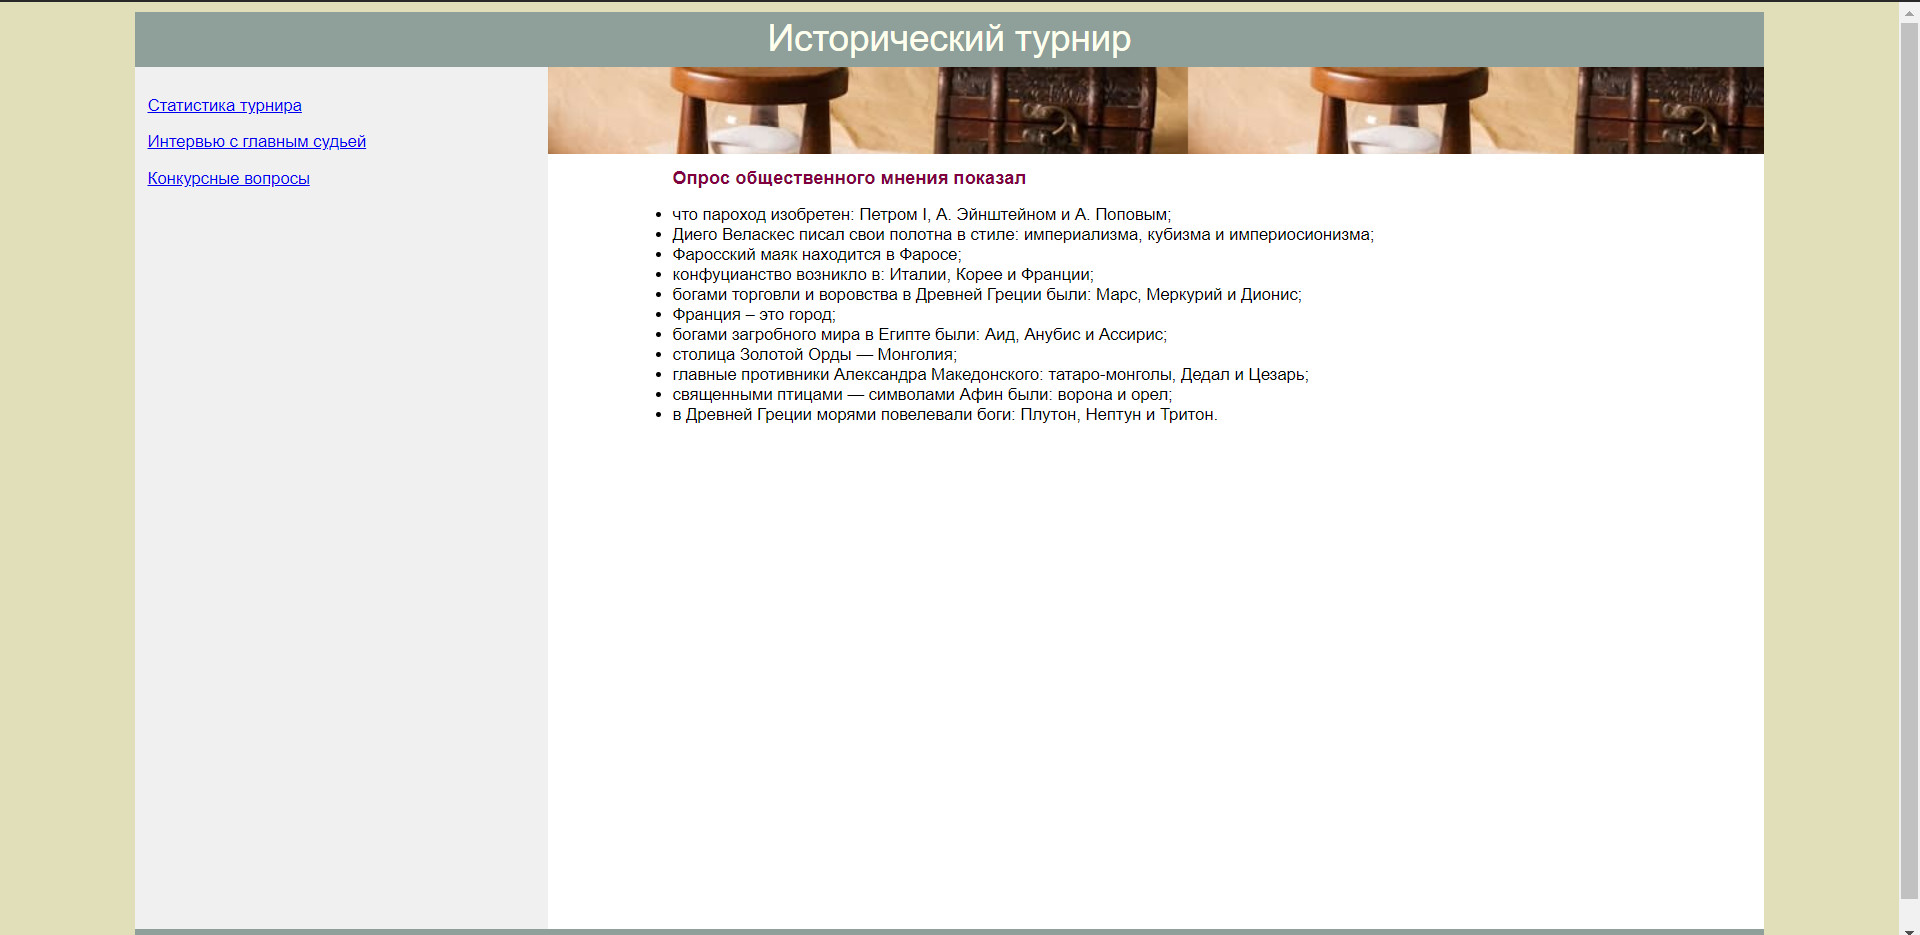 Исторический турнир
Статистика турнира
Интервью с главным судьей
Конкурсные вопросы
Опрос общественного мнения показал
что пароход изобретен: Петром I, А. Эйнштейном и А. Поповым;
Диего Веласкес писал свои полотна в стиле: империализма, кубизма и империосионизма;
Фаросский маяк находится в Фаросе;
конфуцианство возникло в: Италии, Корее и Франции;
богами торговли и воровства в Древней Греции были: Марс, Меркурий и Дионис;
Франция – это город;
богами загробного мира в Египте были: Аид, Анубис и Ассирис;
столица Золотой Орды — Монголия;
главные противники Александра Македонского: татаро-монголы, Дедал и Цезарь;
священными птицами — символами Афин были: ворона и орел;
в Древней Греции морями повелевали боги: Плутон, Нептун и Тритон.